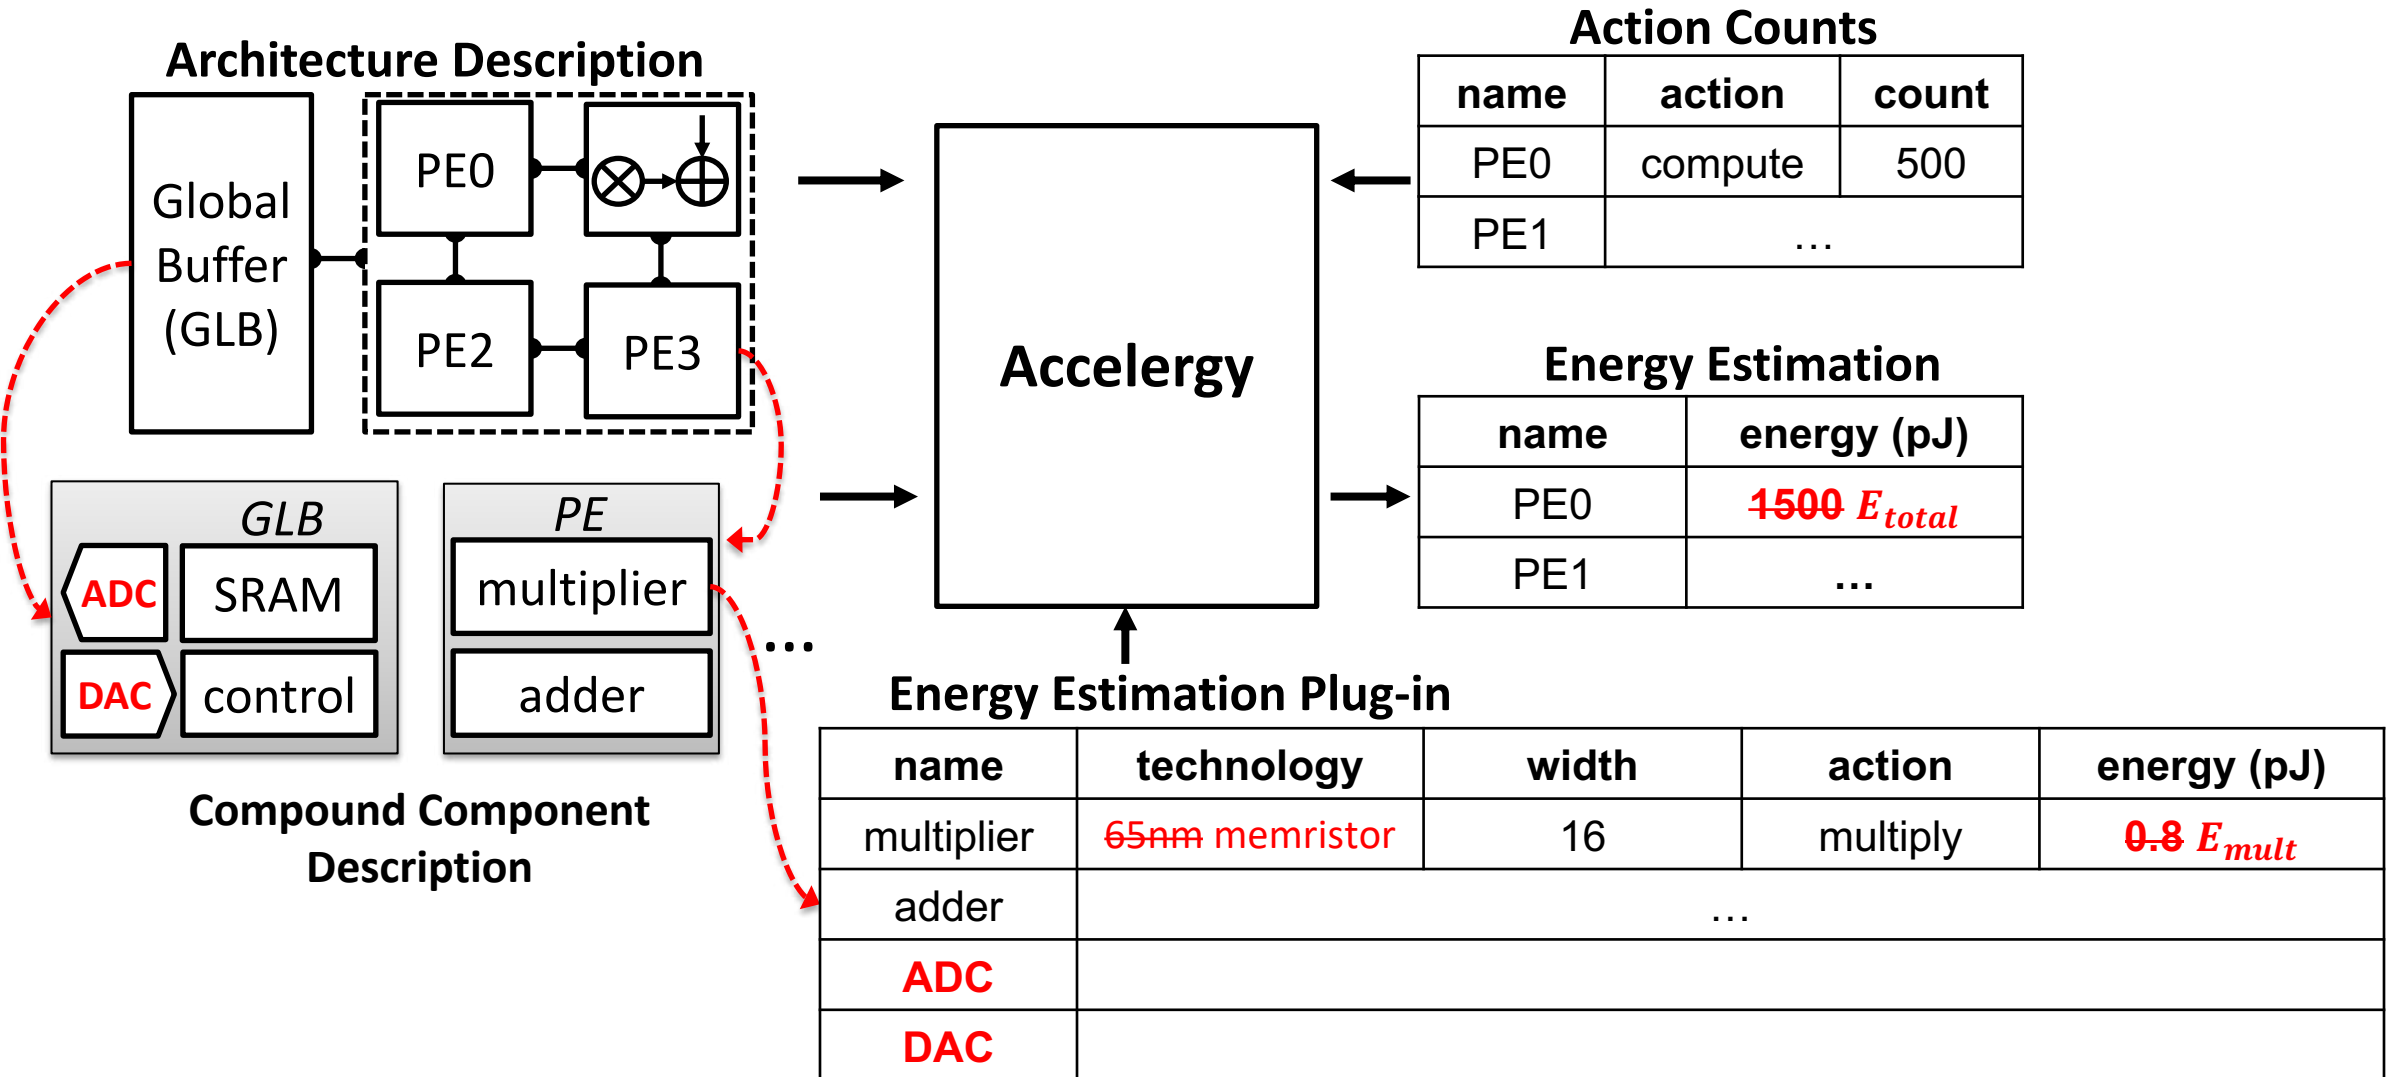 Architecture Description
Global
Buffer
(GLB)
PE0
PE2
PE3
GLB
ADC
SRAM
DAC
control
PE
multiplier
adder
...
Compound Component
Description
Accelergy
Action Counts
name action count
PE0 compute 500
PE1 ...
Energy Estimation
name energy (pJ)
PE0 1500 E_total
PE1 ...
Energy Estimation Plug-in
name technology width action energy (pJ)
multiplier 65nm memristor 16 multiply 0.8 E_mult
adder ...
ADC
DAC